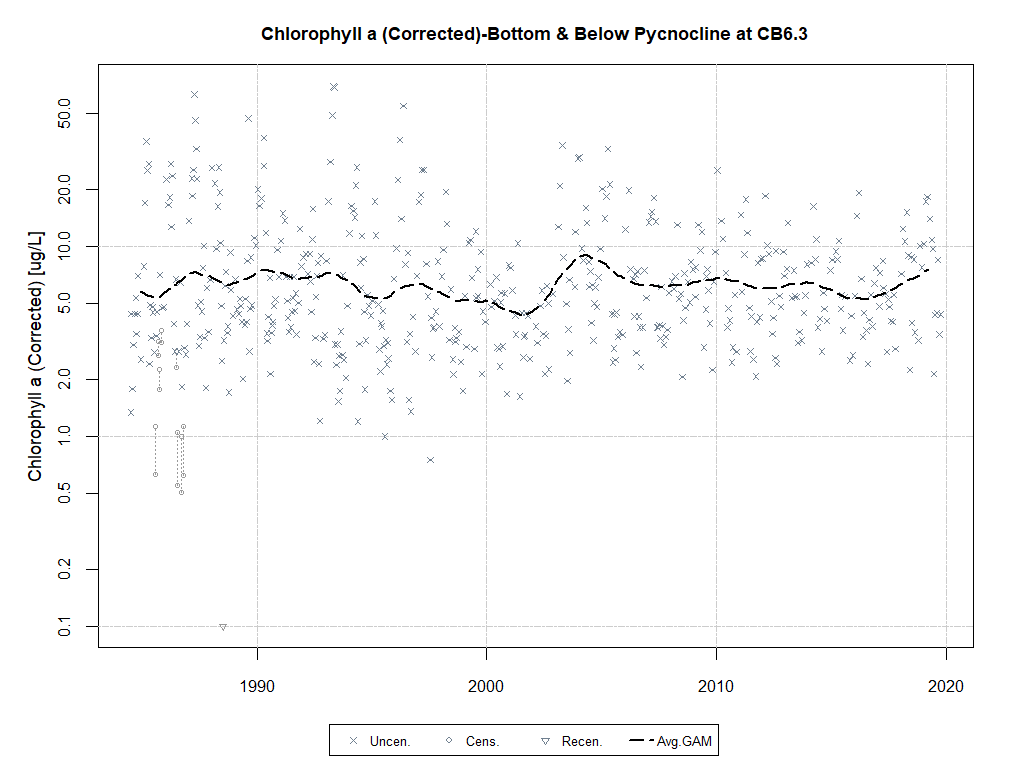 Chlorophyll a (Corrected)-Bottom & Below Pycnocline at CB6.3
Chlorophyll a (Corrected) [ug/L]
50.0
20.0
10.0
5.0
2.0
1.0
0.5
0.2
0.1
1990 2000 2010 2020
Uncen. Cens. Recen. Avg.GAM